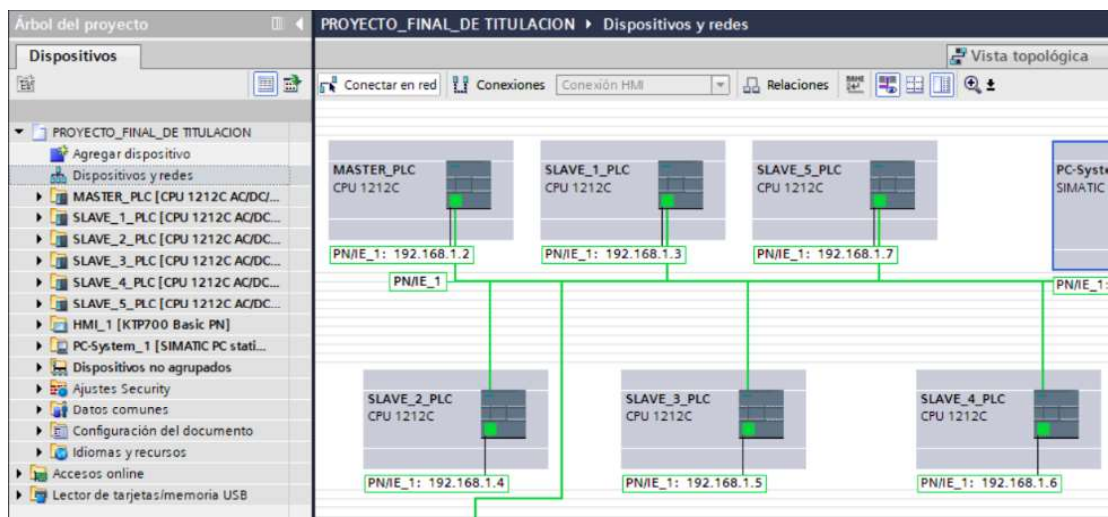 Árbol del proyecto
Dispositivos
PROYECTO_FINAL_DE TITULACION
Agregar dispositivo
Dispositivos y redes
MASTER_PLC [CPU 1212C AC/DC/...
SLAVE_1_PLC [CPU 1212C AC/DC...
SLAVE_2_PLC [CPU 1212C AC/DC...
SLAVE_3_PLC [CPU 1212C AC/DC...
SLAVE_4_PLC [CPU 1212C AC/DC...
SLAVE_5_PLC [CPU 1212C AC/DC...
HMI_1 [KTP700 Basic PN]
PC-System_1 [SIMATIC PC stati...
Dispositivos no agrupados
Ajustes Security
Datos comunes
Configuración del documento
Idiomas y recursos
Accesos online
Lector de tarjetas/memoria USB
PROYECTO_FINAL_DE TITULACION ▸ Dispositivos y redes
Vista topológica
Conectar en red Conexiones Conexión HMI Relaciones
MASTER_PLC
CPU 1212C
SLAVE_1_PLC
CPU 1212C
SLAVE_5_PLC
CPU 1212C
PC-Syste
SIMATIC
PN/IE_1: 192.168.1.2
PN/IE_1: 192.168.1.3
PN/IE_1: 192.168.1.7
PN/IE_1
PN/IE_1:
SLAVE_2_PLC
CPU 1212C
SLAVE_3_PLC
CPU 1212C
SLAVE_4_PLC
CPU 1212C
PN/IE_1: 192.168.1.4
PN/IE_1: 192.168.1.5
PN/IE_1: 192.168.1.6